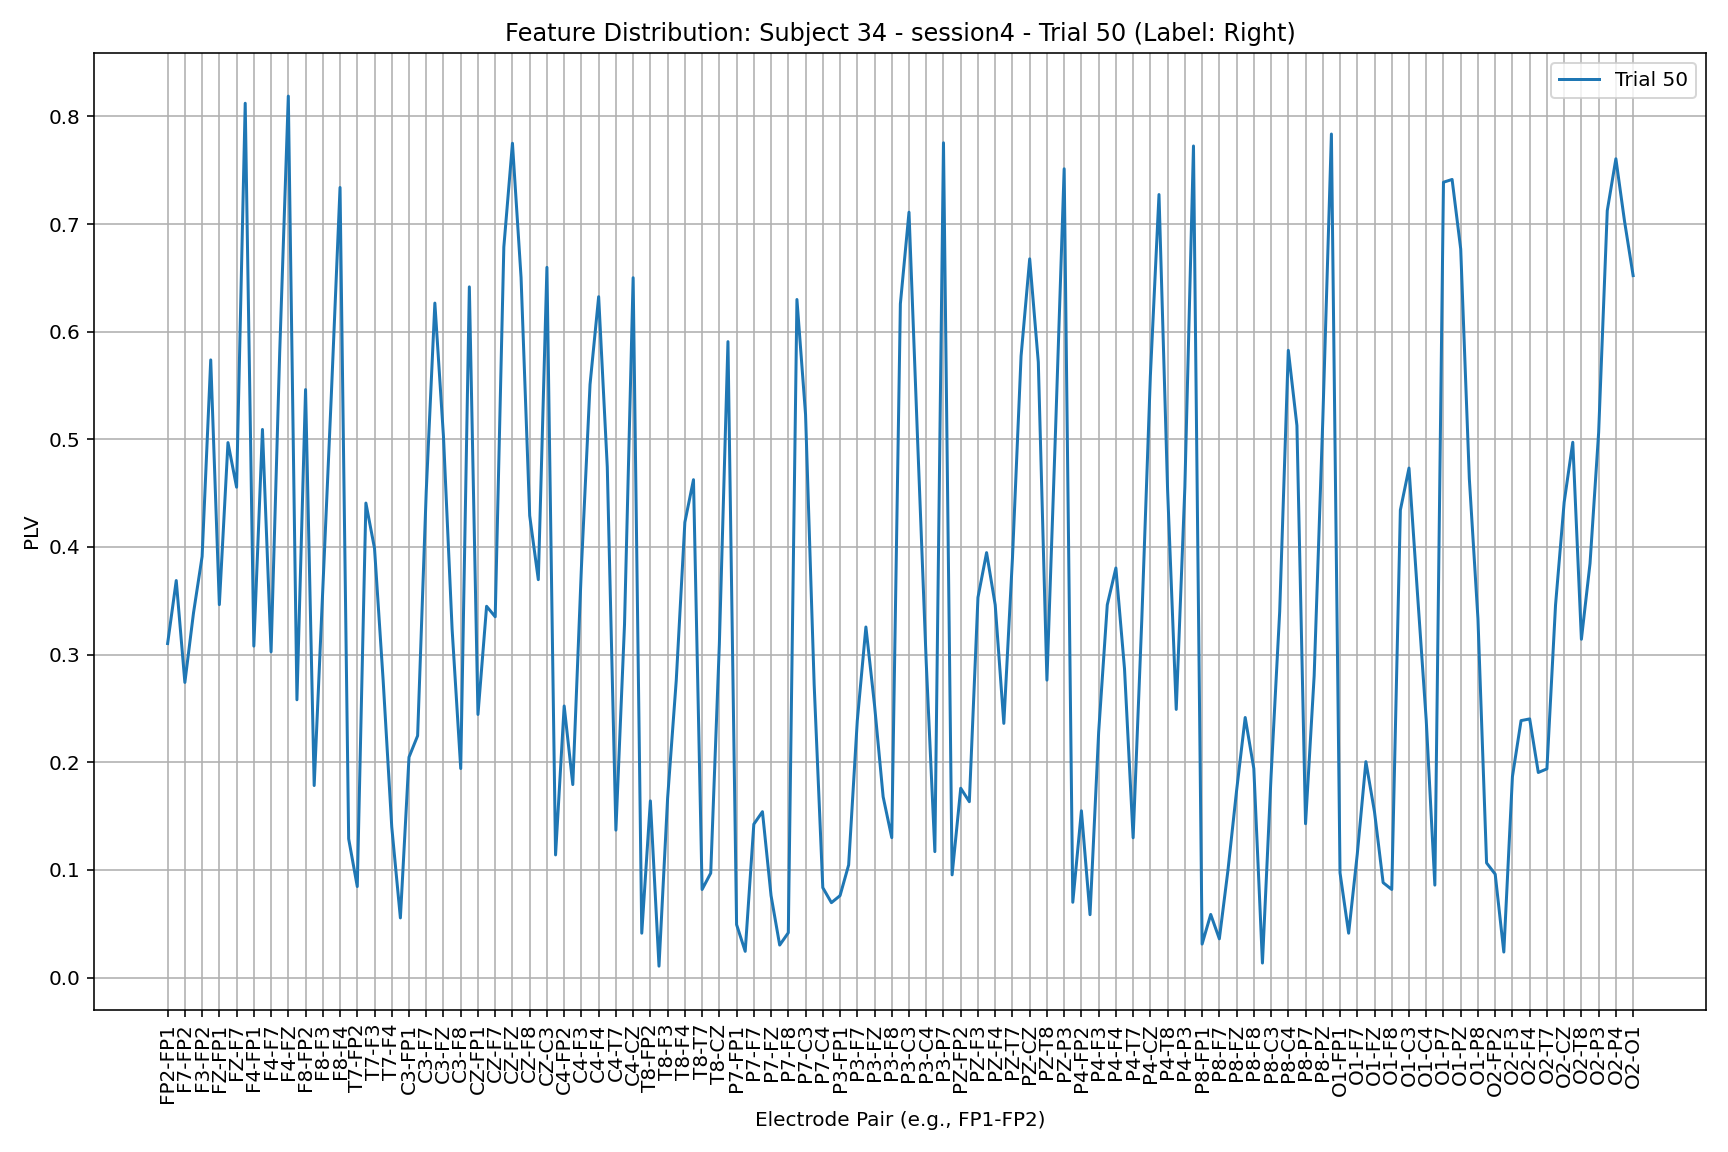 Feature Distribution: Subject 34 - session4 - Trial 50 (Label: Right)
Trial 50
PLV
0.8
0.7
0.6
0.5
0.4
0.3
0.2
0.1
0.0
FP2-FP1
F7-FP2
F3-FP2
FZ-FP1
FZ-F7
F4-FP1
F4-F7
F4-FZ
F8-FP2
F8-F3
F8-F4
T7-FP2
T7-F3
T7-F4
C3-FP1
C3-F7
C3-FZ
C3-F8
CZ-FP1
CZ-F7
CZ-FZ
CZ-F8
CZ-C3
C4-FP2
C4-F3
C4-F4
C4-T7
C4-CZ
T8-FP2
T8-F3
T8-F4
T8-T7
T8-CZ
P7-FP1
P7-F7
P7-FZ
P7-F8
P7-C3
P7-C4
P3-FP1
P3-F7
P3-FZ
P3-F8
P3-C3
P3-C4
P3-P7
PZ-FP2
PZ-F3
PZ-F4
PZ-T7
PZ-CZ
PZ-T8
PZ-P3
P4-FP2
P4-F3
P4-F4
P4-T7
P4-CZ
P4-T8
P4-P3
P8-FP1
P8-F7
P8-FZ
P8-F8
P8-C3
P8-C4
P8-P7
P8-PZ
O1-FP1
O1-F7
O1-FZ
O1-F8
O1-C3
O1-C4
O1-P7
O1-PZ
O1-P8
O2-FP2
O2-F3
O2-F4
O2-T7
O2-CZ
O2-T8
O2-P3
O2-P4
O2-O1
Electrode Pair (e.g., FP1-FP2)